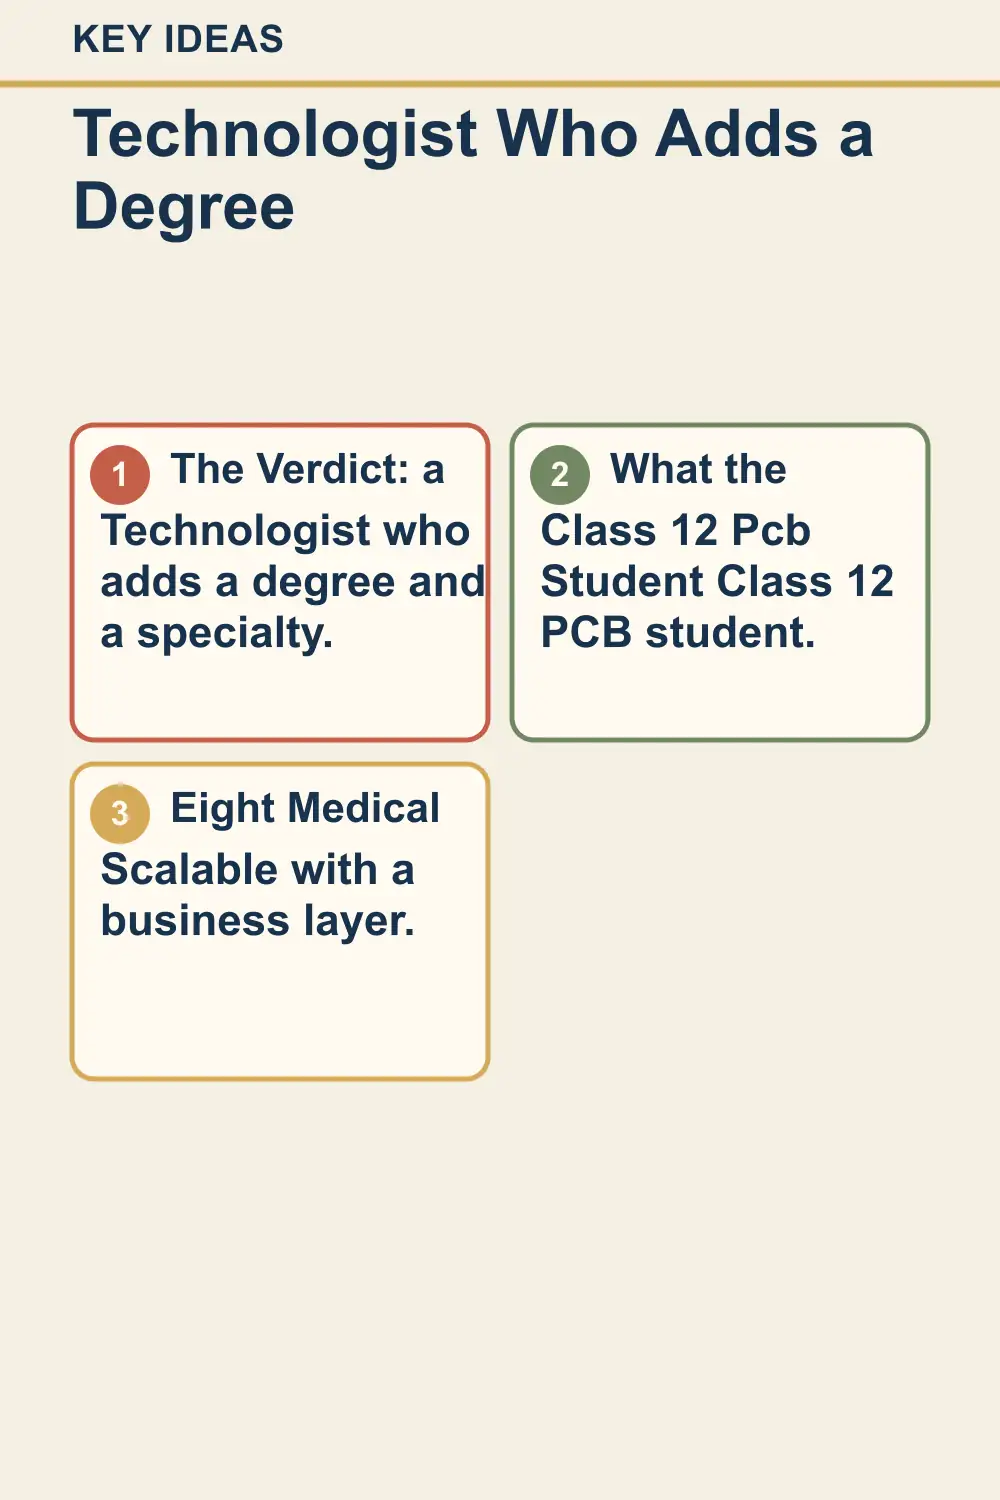 KEY IDEAS
Technologist Who Adds a
Degree
1 The Verdict: a
Technologist who
adds a degree and
a specialty.
2 What the
Class 12 Pcb
Student Class 12
PCB student.
3 Eight Medical
Scalable with a
business layer.